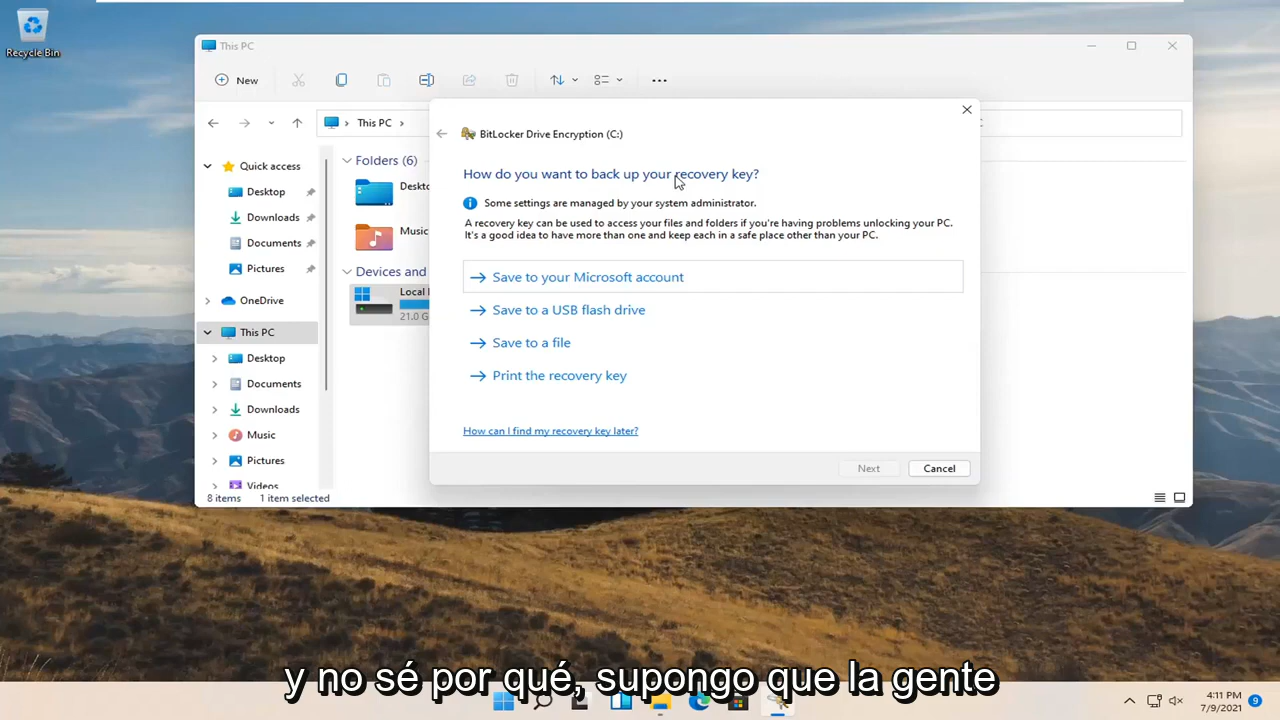 Recycle Bin
This PC
New
This PC
Quick access
Desktop
Downloads
Documents
Pictures
OneDrive
This PC
Desktop
Documents
Downloads
Music
Pictures
Videos
8 items 1 item selected
Folders (6)
Deskto
Music
Devices and
Local
21.0 G
BitLocker Drive Encryption (C:)
How do you want to back up your recovery key?
Some settings are managed by your system administrator.
A recovery key can be used to access your files and folders if you're having problems unlocking your PC.
It's a good idea to have more than one and keep each in a safe place other than your PC.
Save to your Microsoft account
Save to a USB flash drive
Save to a file
Print the recovery key
How can I find my recovery key later?
Next Cancel
y no sé por qué, supongo que la gente
4:11 PM
7/9/2021
9